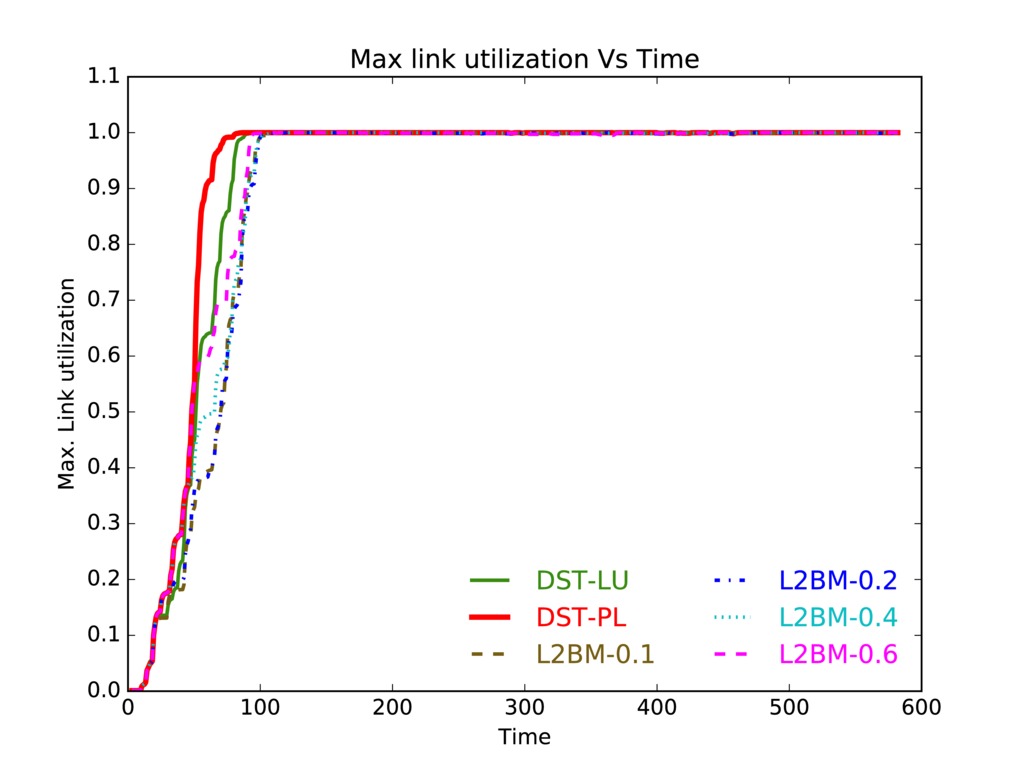 Max link utilization Vs Time
1.1
1.0
0.9
0.8
0.7
0.6
0.5
0.4
0.3
0.2
0.1
0.0
Max. Link utilization
DST-LU
DST-PL
L2BM-0.1
L2BM-0.2
L2BM-0.4
L2BM-0.6
0 100 200 300 400 500 600
Time